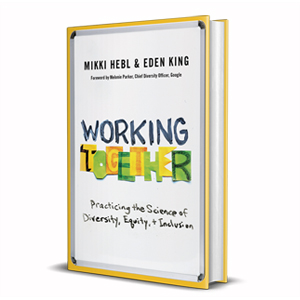 MIKKI HEBL & EDEN KING
Foreword by Melonie Parker, Chief Diversity Officer, Google
WORKING
TOGETHER
Practicing the Science of
Diversity, Equity, + Inclusion